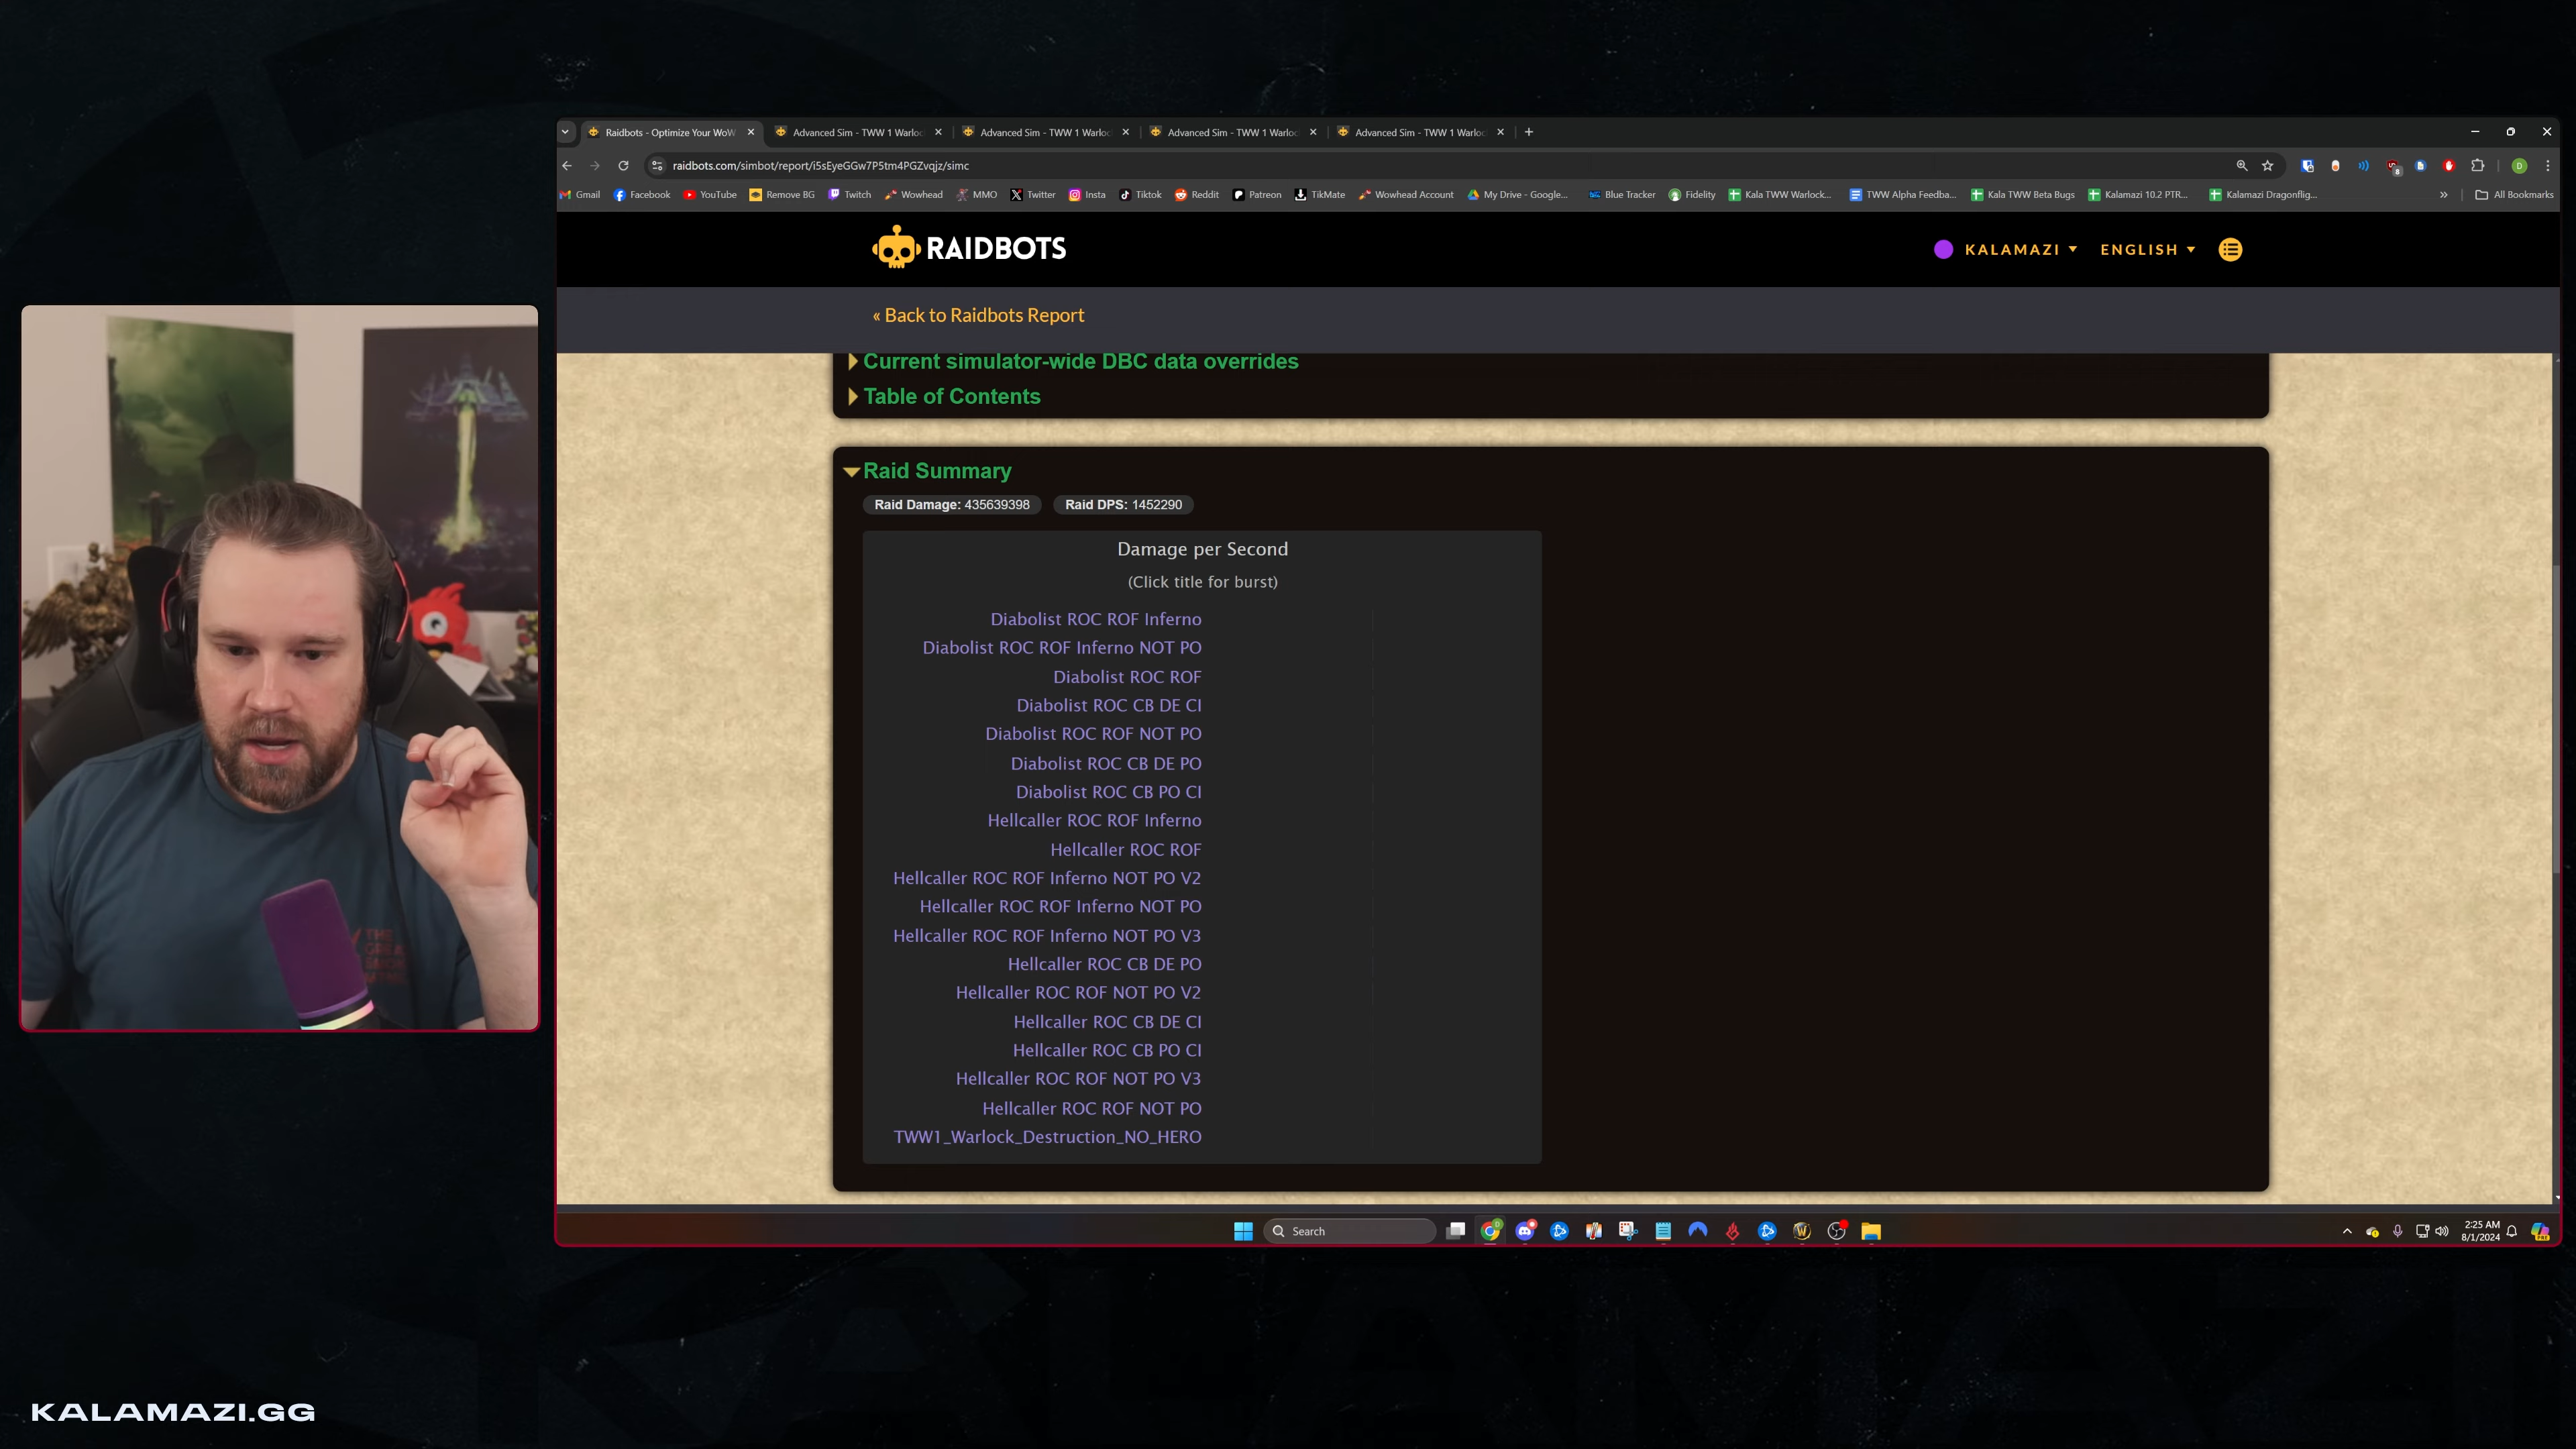 Raidbots - Optimize Your WoW
Advanced Sim - TWW 1 Warloc
Advanced Sim - TWW 1 Warloc
Advanced Sim - TWW 1 Warloc
Advanced Sim - TWW 1 Warloc
raidbots.com/simbot/report/i5sEyeGGw7P5tm4PGZvqjz/simc
Gmail Facebook YouTube Remove BG Twitch Wowhead MMO Twitter Insta Tiktok Reddit Patreon TikMate Wowhead Account My Drive - Google... Blue Tracker Fidelity Kala TWW Warlock... TWW Alpha Feedba... Kala TWW Beta Bugs Kalamazi 10.2 PTR... Kalamazi Dragonflig... » All Bookmarks
RAIDBOTS
KALAMAZI ENGLISH
« Back to Raidbots Report
Current simulator-wide DBC data overrides
Table of Contents
Raid Summary
Raid Damage: 435639398 Raid DPS: 1452290
Damage per Second
(Click title for burst)
Diabolist ROC ROF Inferno
Diabolist ROC ROF Inferno NOT PO
Diabolist ROC ROF
Diabolist ROC CB DE CI
Diabolist ROC ROF NOT PO
Diabolist ROC CB DE PO
Diabolist ROC CB PO CI
Hellcaller ROC ROF Inferno
Hellcaller ROC ROF
Hellcaller ROC ROF Inferno NOT PO V2
Hellcaller ROC ROF Inferno NOT PO
Hellcaller ROC ROF Inferno NOT PO V3
Hellcaller ROC CB DE PO
Hellcaller ROC ROF NOT PO V2
Hellcaller ROC CB DE CI
Hellcaller ROC CB PO CI
Hellcaller ROC ROF NOT PO V3
Hellcaller ROC ROF NOT PO
TWW1_Warlock_Destruction_NO_HERO
Search
2:25 AM
8/1/2024
KALAMAZI.GG